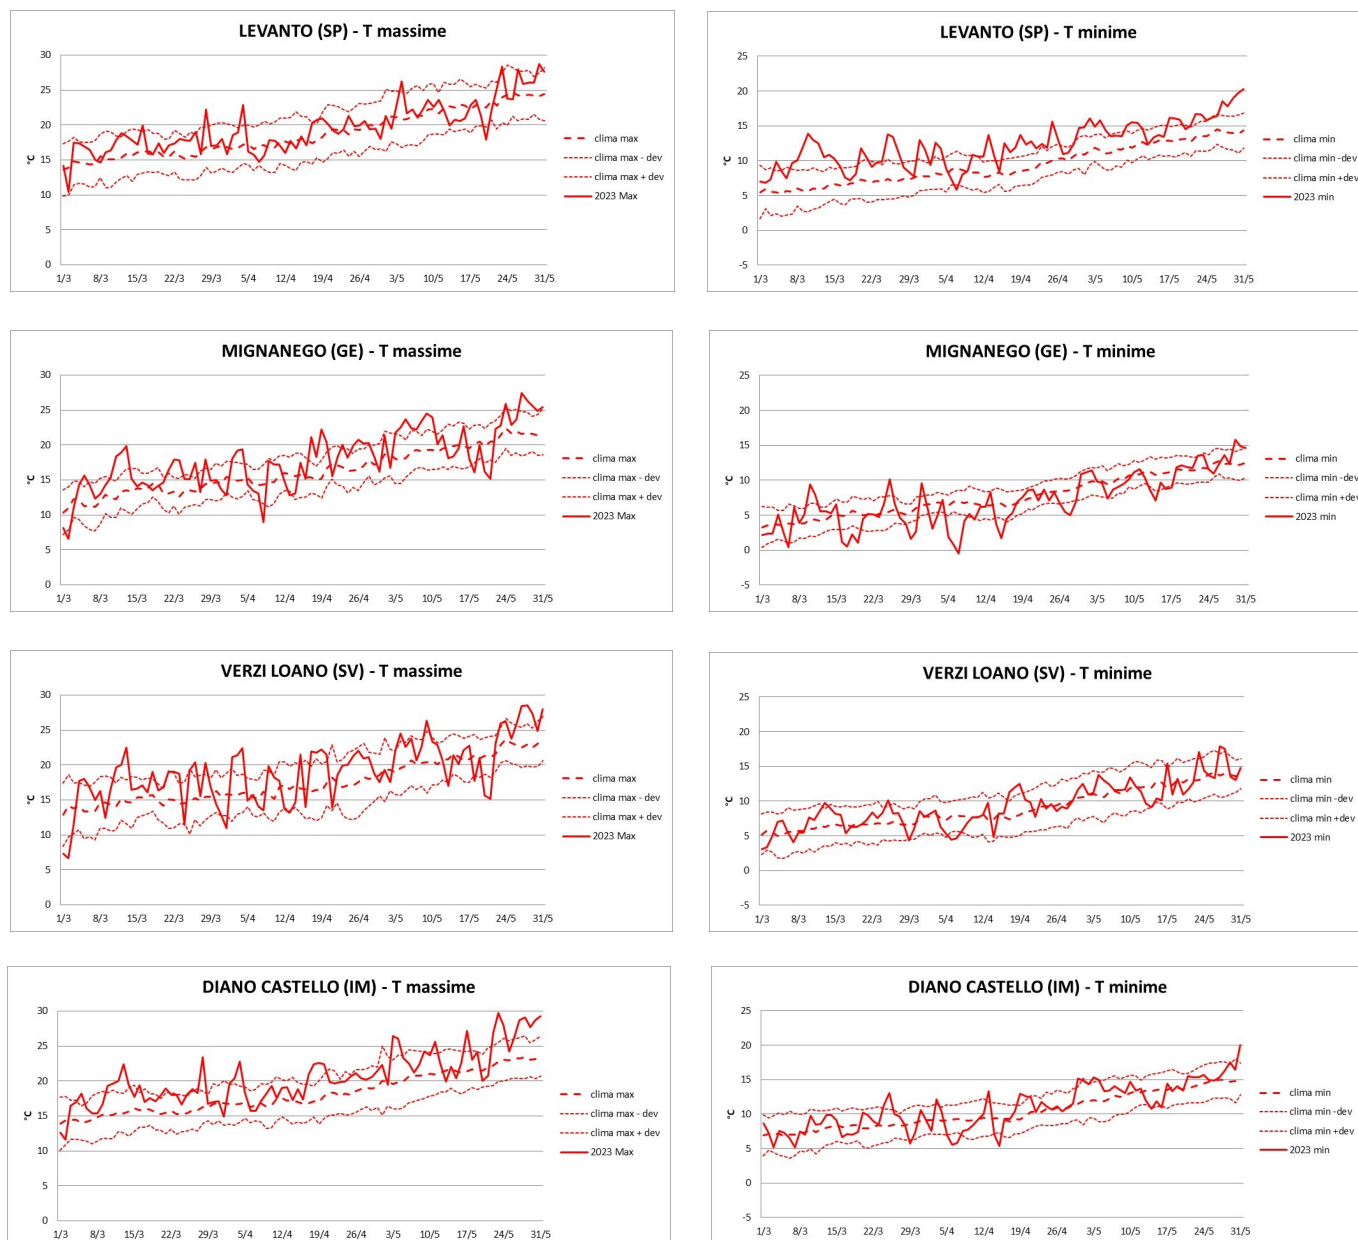 LEVANTO (SP) - T massime
30
25
20
15
10
5
0
°C
1/3 8/3 15/3 22/3 29/3 5/4 12/4 19/4 26/4 3/5 10/5 17/5 24/5 31/5
clima max
clima max - dev
clima max + dev
2023 Max
LEVANTO (SP) - T minime
25
20
15
10
5
0
-5
°C
1/3 8/3 15/3 22/3 29/3 5/4 12/4 19/4 26/4 3/5 10/5 17/5 24/5 31/5
clima min
clima min -dev
clima min +dev
2023 min
MIGNANEGO (GE) - T massime
30
25
20
15
10
5
0
°C
1/3 8/3 15/3 22/3 29/3 5/4 12/4 19/4 26/4 3/5 10/5 17/5 24/5 31/5
clima max
clima max - dev
clima max + dev
2023 Max
MIGNANEGO (GE) - T minime
25
20
15
10
5
0
-5
°C
1/3 8/3 15/3 22/3 29/3 5/4 12/4 19/4 26/4 3/5 10/5 17/5 24/5 31/5
clima min
clima min -dev
clima min +dev
2023 min
VERZI LOANO (SV) - T massime
30
25
20
15
10
5
0
°C
1/3 8/3 15/3 22/3 29/3 5/4 12/4 19/4 26/4 3/5 10/5 17/5 24/5 31/5
clima max
clima max - dev
clima max + dev
2023 Max
VERZI LOANO (SV) - T minime
25
20
15
10
5
0
-5
°C
1/3 8/3 15/3 22/3 29/3 5/4 12/4 19/4 26/4 3/5 10/5 17/5 24/5 31/5
clima min
clima min -dev
clima min +dev
2023 min
DIANO CASTELLO (IM) - T massime
30
25
20
15
10
5
0
°C
1/3 8/3 15/3 22/3 29/3 5/4 12/4 19/4 26/4 3/5 10/5 17/5 24/5 31/5
clima max
clima max - dev
clima max + dev
2023 Max
DIANO CASTELLO (IM) - T minime
25
20
15
10
5
0
-5
°C
1/3 8/3 15/3 22/3 29/3 5/4 12/4 19/4 26/4 3/5 10/5 17/5 24/5 31/5
clima min
clima min -dev
clima min +dev
2023 min